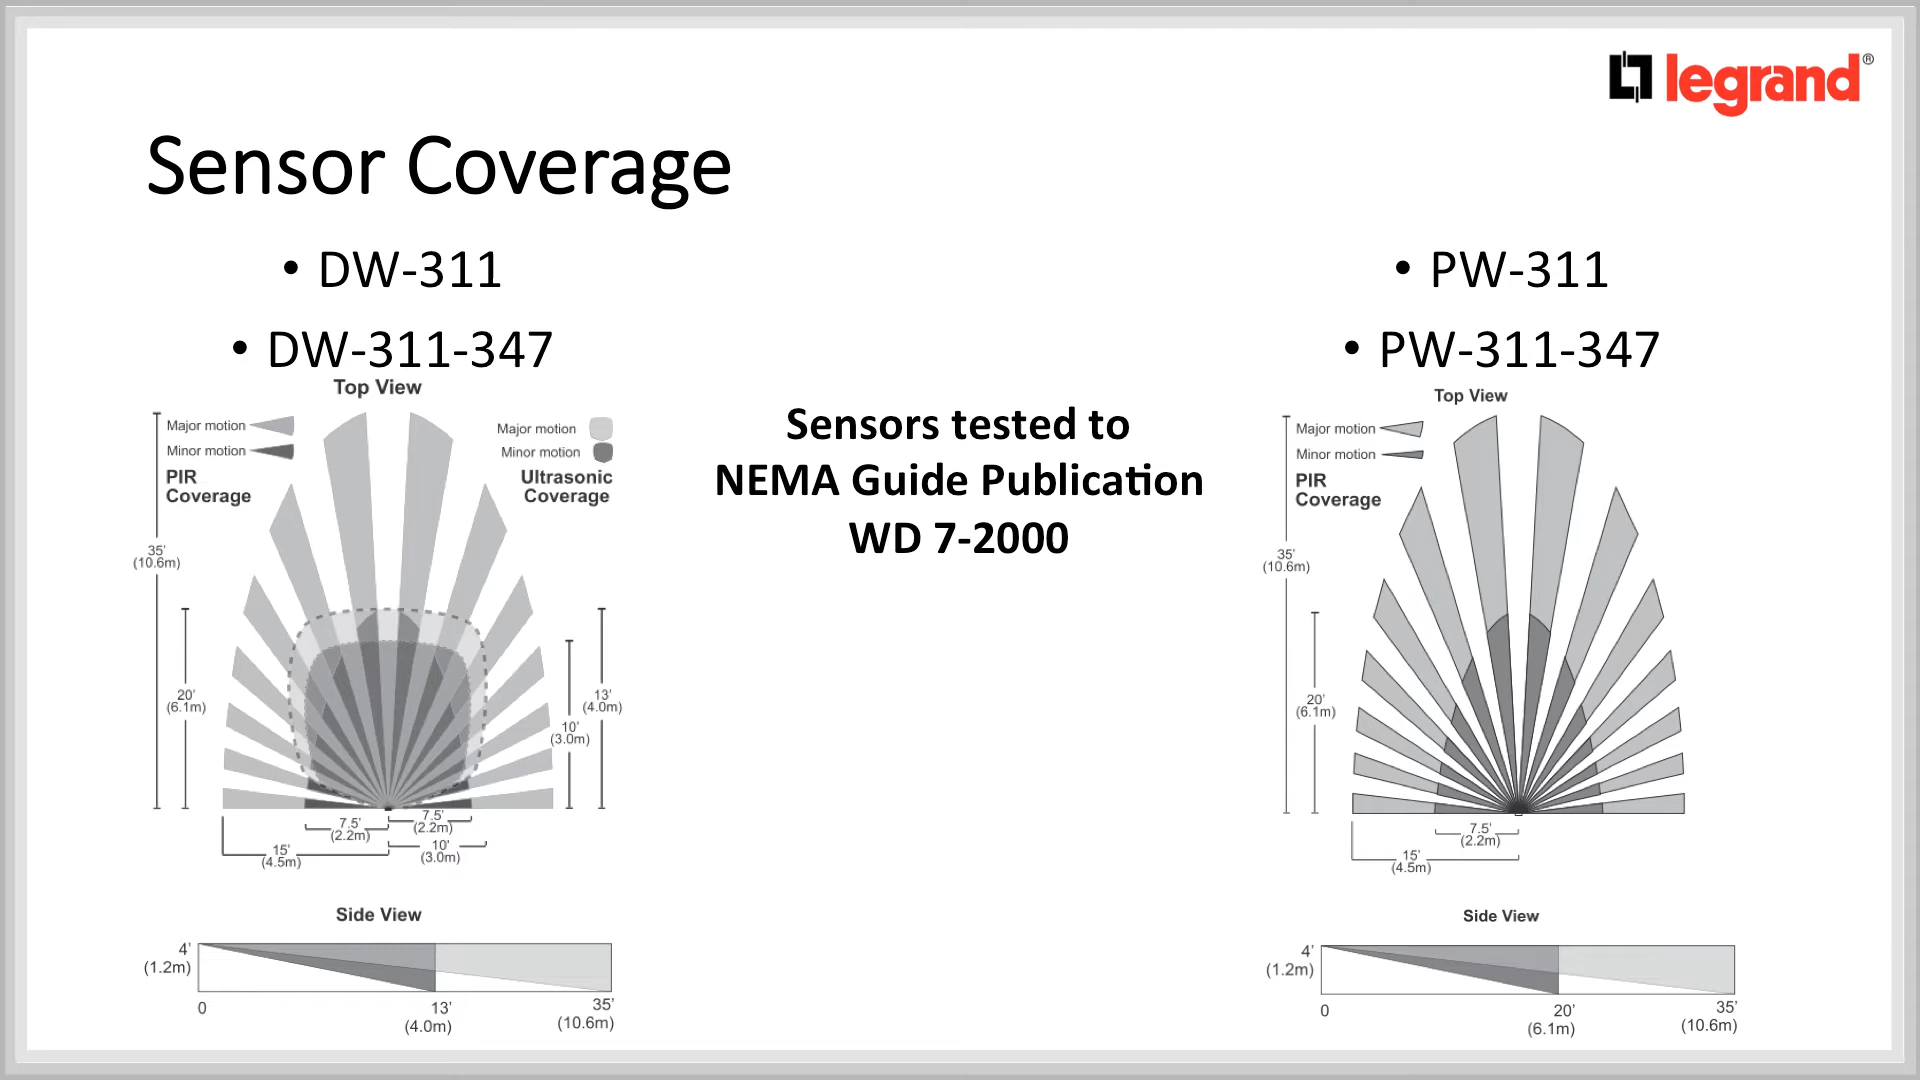 legrand®
Sensor Coverage
• DW-311
• DW-311-347
Top View
Major motion
Minor motion
PIR
Coverage
Major motion
Minor motion
Ultrasonic
Coverage
35'
(10.6m)
20'
(6.1m)
13'
(4.0m)
10'
(3.0m)
7.5'
(2.2m)
7.5'
(2.2m)
15'
(4.5m)
10'
(3.0m)
Side View
4'
(1.2m)
0
13'
(4.0m)
35'
(10.6m)
Sensors tested to
NEMA Guide Publication
WD 7-2000
• PW-311
• PW-311-347
Top View
Major motion
Minor motion
PIR
Coverage
35'
(10.6m)
20'
(6.1m)
7.5'
(2.2m)
15'
(4.5m)
Side View
4'
(1.2m)
0
20'
(6.1m)
35'
(10.6m)